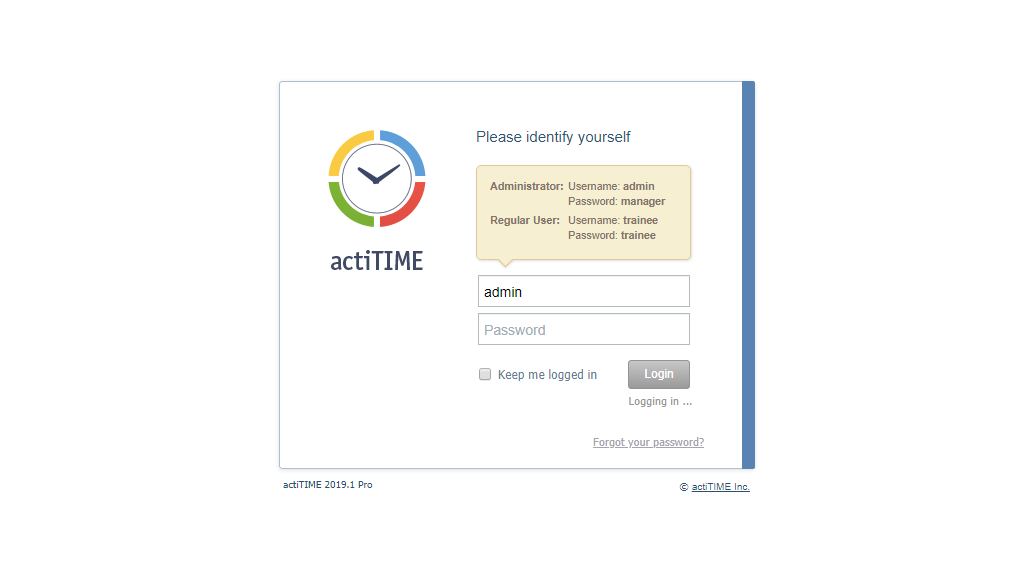 Please identify yourself
Administrator: Username: admin
Password: manager
Regular User: Username: trainee
Password: trainee
actiTIME
admin
Password
Keep me logged in
Login
Logging in ...
Forgot your password?
actiTIME 2019.1 Pro
© actiTIME Inc.